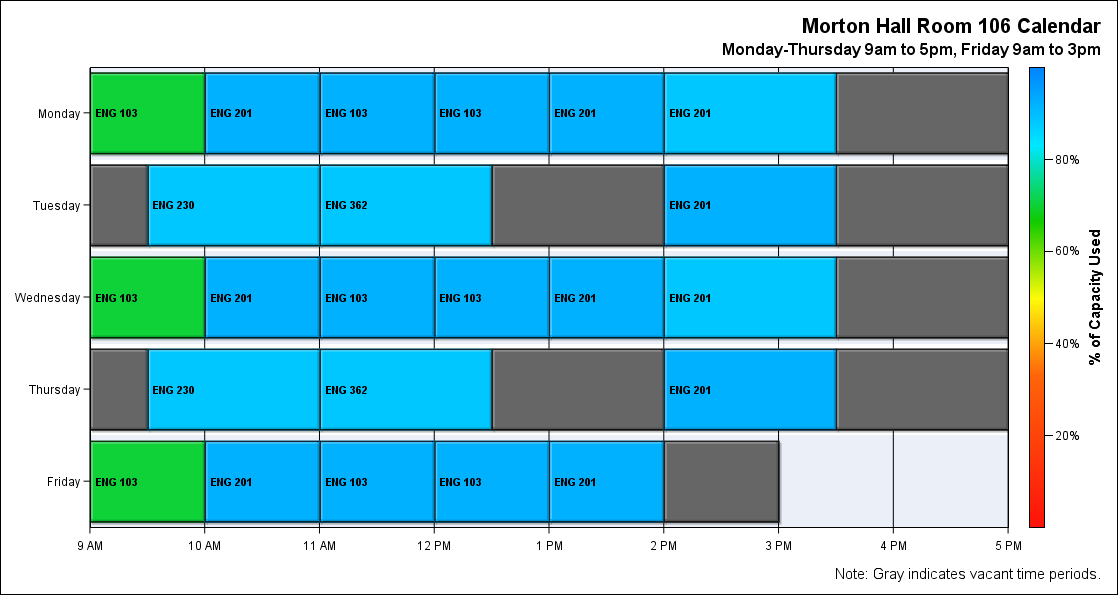 Morton Hall Room 106 Calendar
Monday-Thursday 9am to 5pm, Friday 9am to 3pm
Monday
ENG 103
ENG 201
ENG 103
ENG 103
ENG 201
ENG 201
Tuesday
ENG 230
ENG 362
ENG 201
Wednesday
ENG 103
ENG 201
ENG 103
ENG 103
ENG 201
ENG 201
Thursday
ENG 230
ENG 362
ENG 201
Friday
ENG 103
ENG 201
ENG 103
ENG 103
ENG 201
9 AM
10 AM
11 AM
12 PM
1 PM
2 PM
3 PM
4 PM
5 PM
80%
60%
40%
20%
% of Capacity Used
Note: Gray indicates vacant time periods.